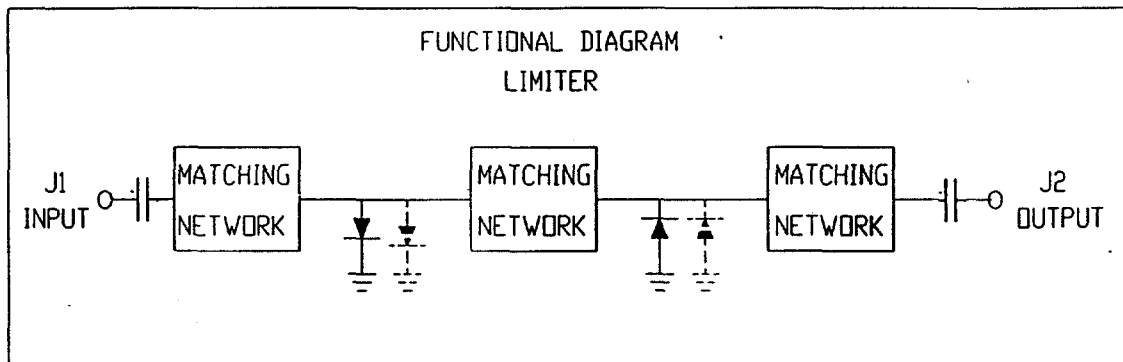 FUNCTIONAL DIAGRAM
LIMITER
J1
INPUT
MATCHING
NETWORK
MATCHING
NETWORK
MATCHING
NETWORK
J2
OUTPUT